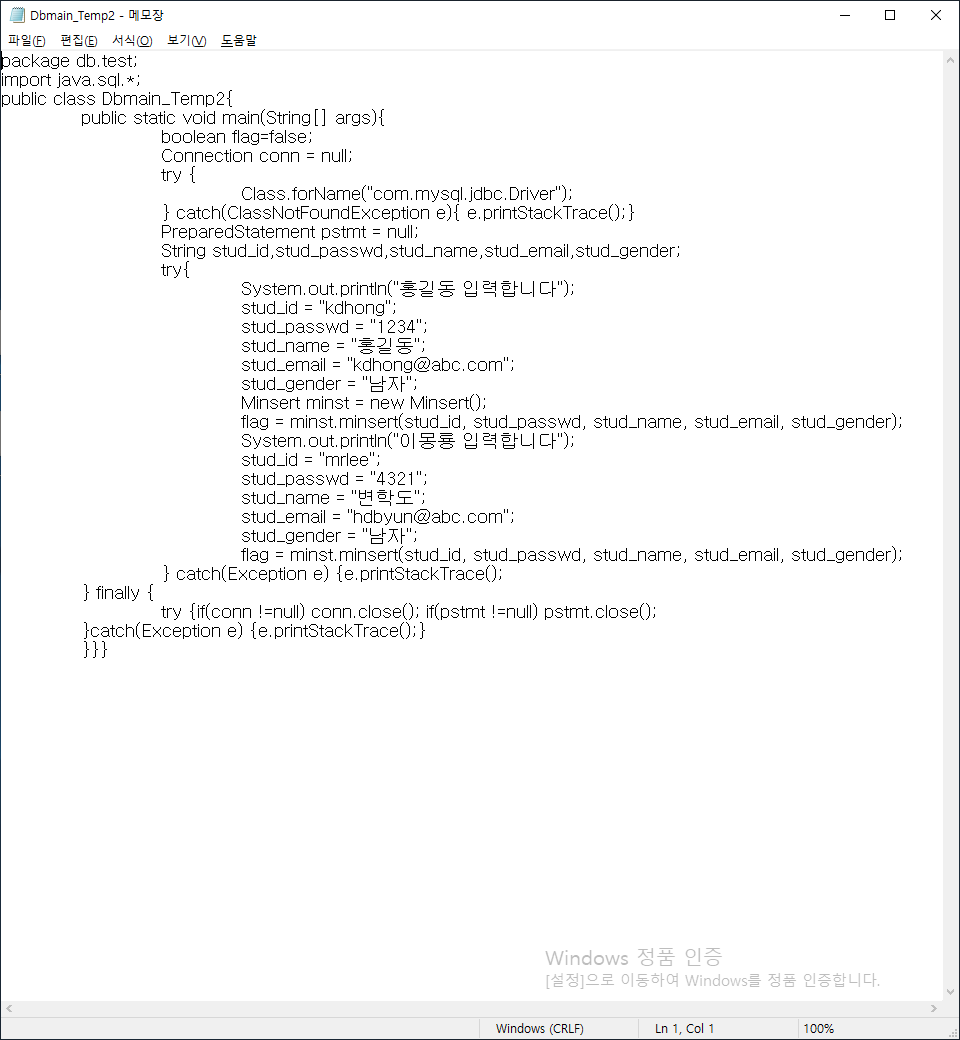 Dbmain_Temp2 - 메모장
파일(F) 편집(E) 서식(O) 보기(V) 도움말
package db.test;
import java.sql.*;
public class Dbmain_Temp2{
public static void main(String[] args){
boolean flag=false;
Connection conn = null;
try {
Class.forName("com.mysql.jdbc.Driver");
} catch(ClassNotFoundException e){ e.printStackTrace();}
PreparedStatement pstmt = null;
String stud_id,stud_passwd,stud_name,stud_email,stud_gender;
try{
System.out.println("홍길동 입력합니다");
stud_id = "kdhong";
stud_passwd = "1234";
stud_name = "홍길동";
stud_email = "kdhong@abc.com";
stud_gender = "남자";
Minsert minst = new Minsert();
flag = minst.minsert(stud_id, stud_passwd, stud_name, stud_email, stud_gender);
System.out.println("이몽룡 입력합니다");
stud_id = "mrlee";
stud_passwd = "4321";
stud_name = "변학도";
stud_email = "hdbyun@abc.com";
stud_gender = "남자";
flag = minst.minsert(stud_id, stud_passwd, stud_name, stud_email, stud_gender);
} catch(Exception e) {e.printStackTrace();
} finally {
try {if(conn !=null) conn.close(); if(pstmt !=null) pstmt.close();
}catch(Exception e) {e.printStackTrace();}
}}}
Windows 정품 인증
[설정]으로 이동하여 Windows를 정품 인증합니다.
Windows (CRLF) Ln 1, Col 1 100%